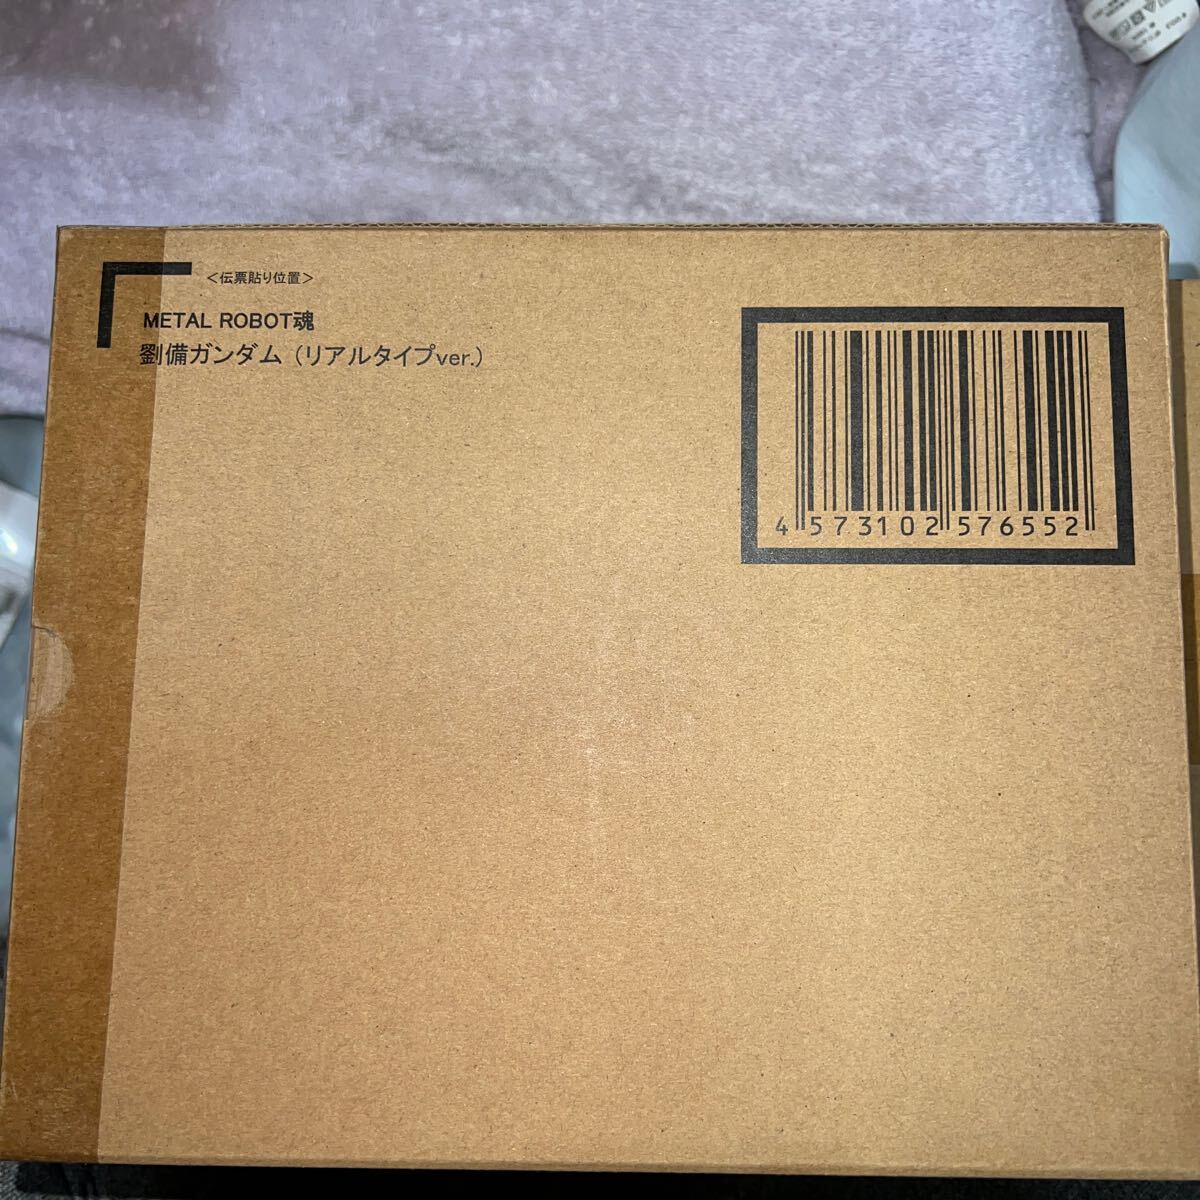 ＜伝票貼り位置＞
METAL ROBOT魂
劉備ガンダム（リアルタイプver.）
4 573102 576552